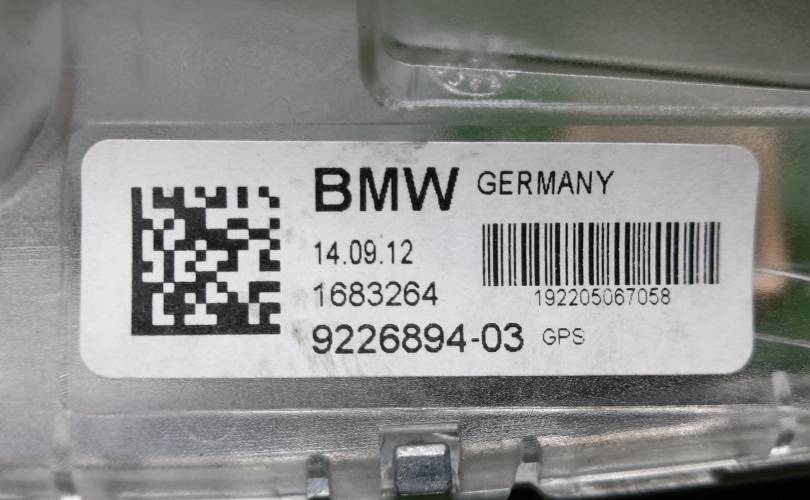 BMW GERMANY
14.09.12
1683264
192205067058
9226894-03 GPS